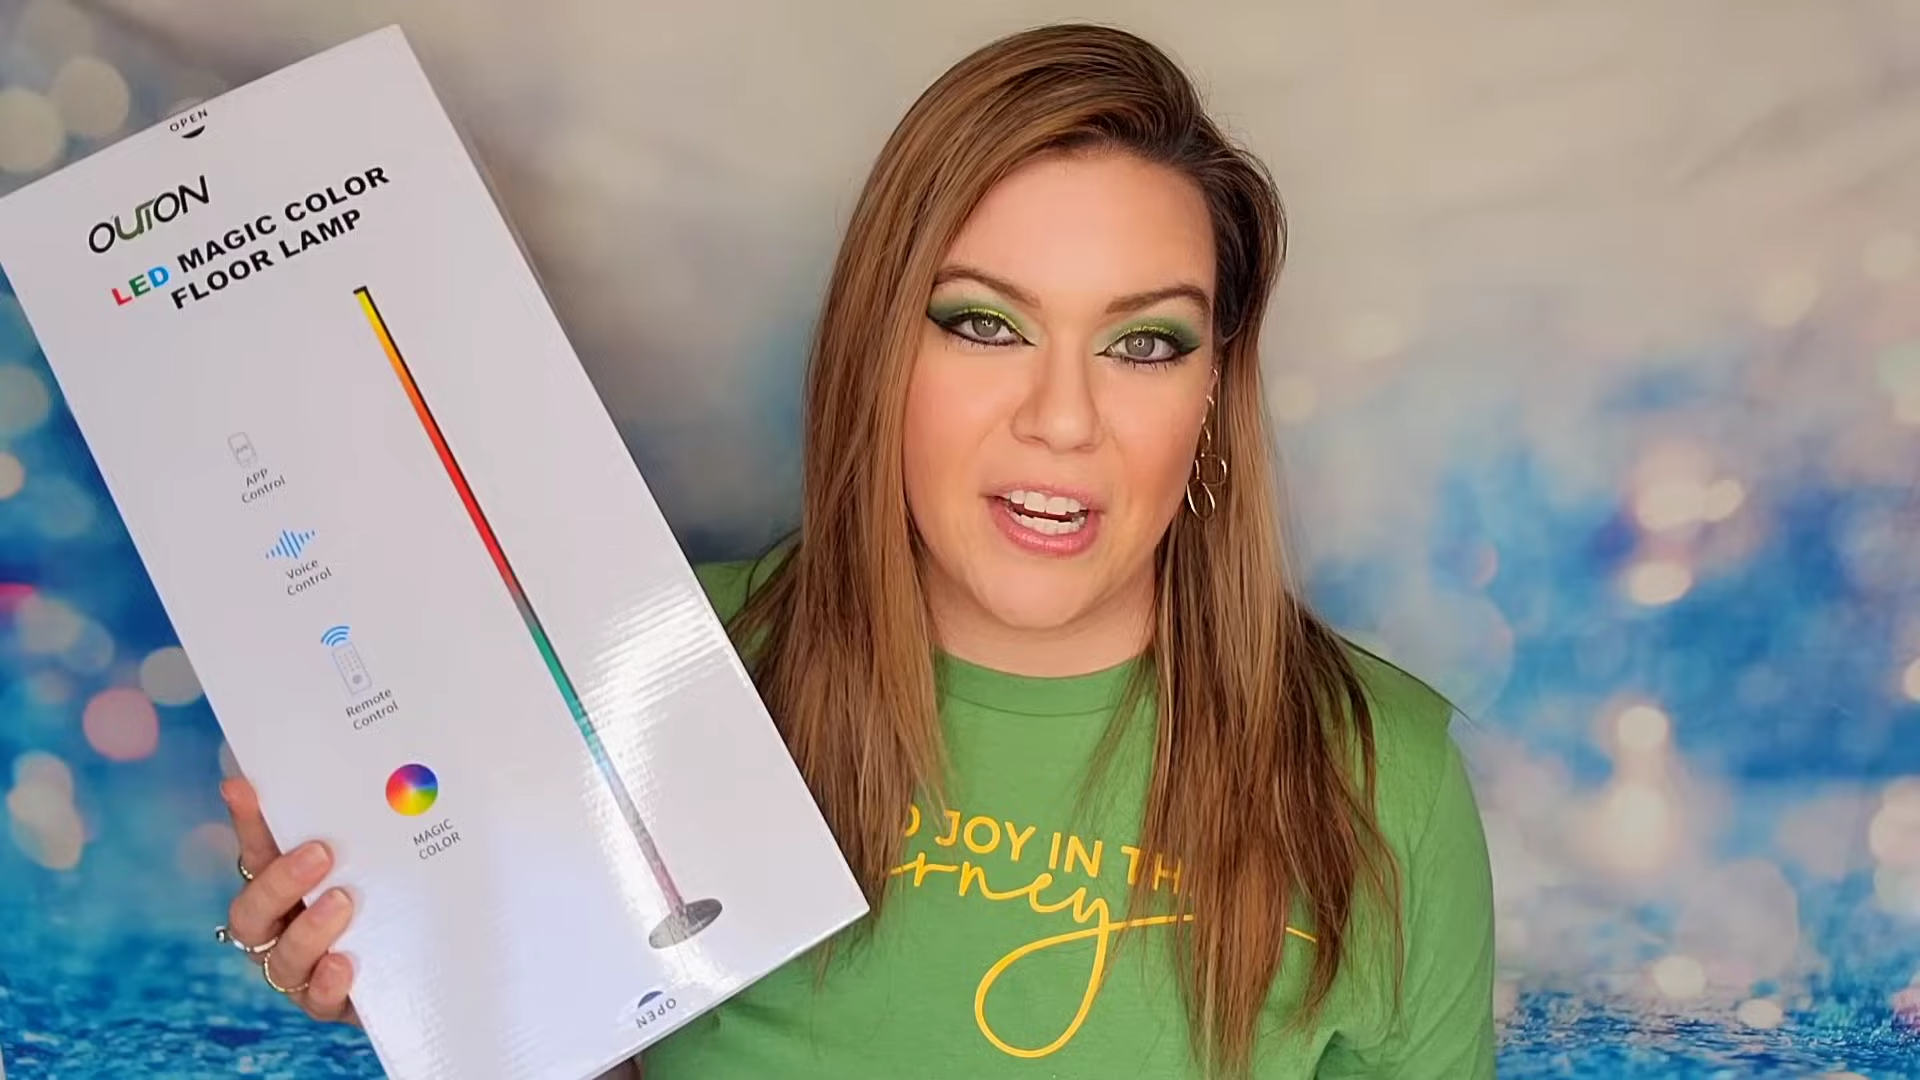 OPEN
OUTON
LED MAGIC COLOR
FLOOR LAMP
APP
Control
Voice
Control
Remote
Control
MAGIC
COLOR
OPEN
JOY IN TH
rney